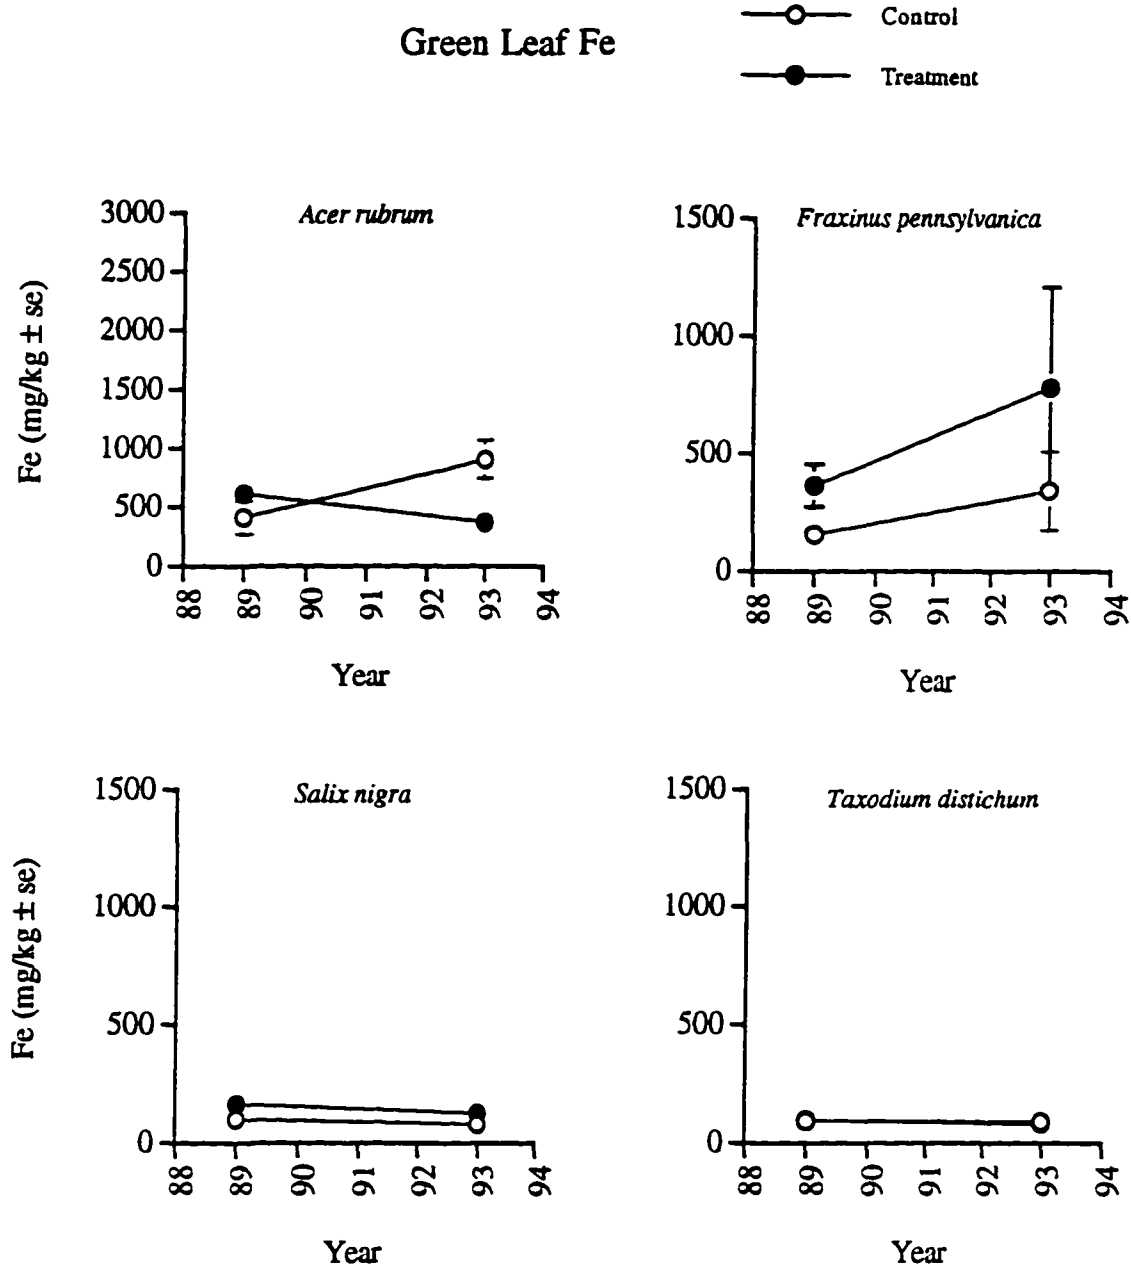 Green Leaf Fe
Control
Treatment
Acer rubrum
3000
2500
2000
1500
1000
500
0
Fe (mg/kg ± se)
88 89 90 91 92 93 94
Year
Fraxinus pennsylvanica
1500
1000
500
0
88 89 90 91 92 93 94
Year
Salix nigra
1500
1000
500
0
Fe (mg/kg ± se)
88 89 90 91 92 93 94
Year
Taxodium distichum
1500
1000
500
0
88 89 90 91 92 93 94
Year